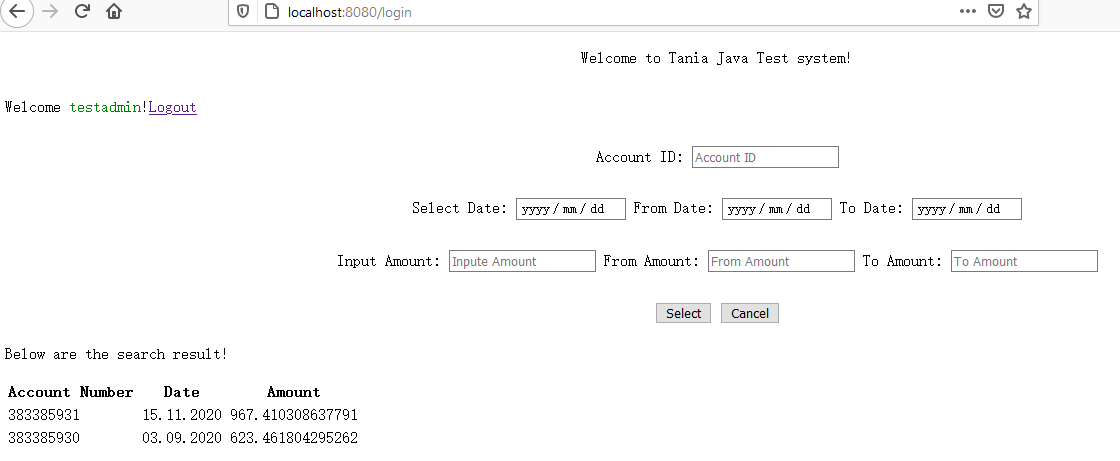 localhost:8080/login
Welcome to Tania Java Test system!
Welcome testadmin!Logout
Account ID: Account ID
Select Date: yyyy / mm / dd From Date: yyyy / mm / dd To Date: yyyy / mm / dd
Input Amount: Inpute Amount From Amount: From Amount To Amount: To Amount
Select Cancel
Below are the search result!
Account Number Date Amount
383385931 15.11.2020 967.410308637791
383385930 03.09.2020 623.461804295262